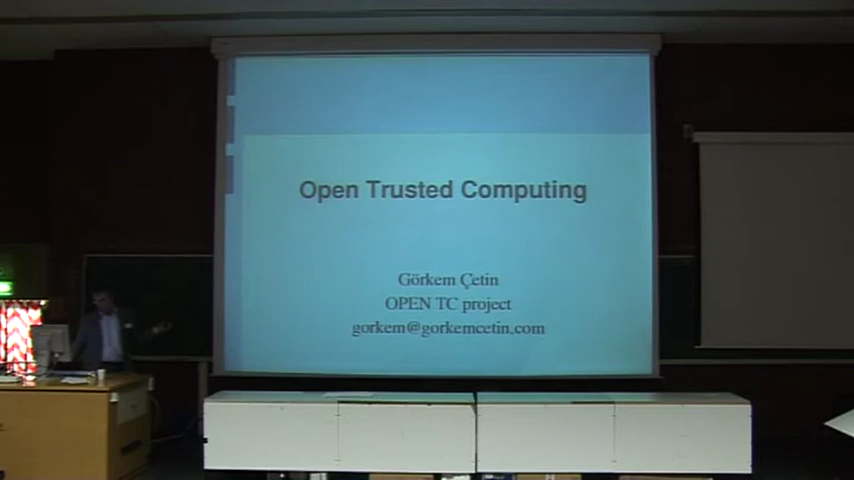 Open Trusted Computing
Görkem Çetin
OPEN TC project
gorkem@gorkemcetin.com